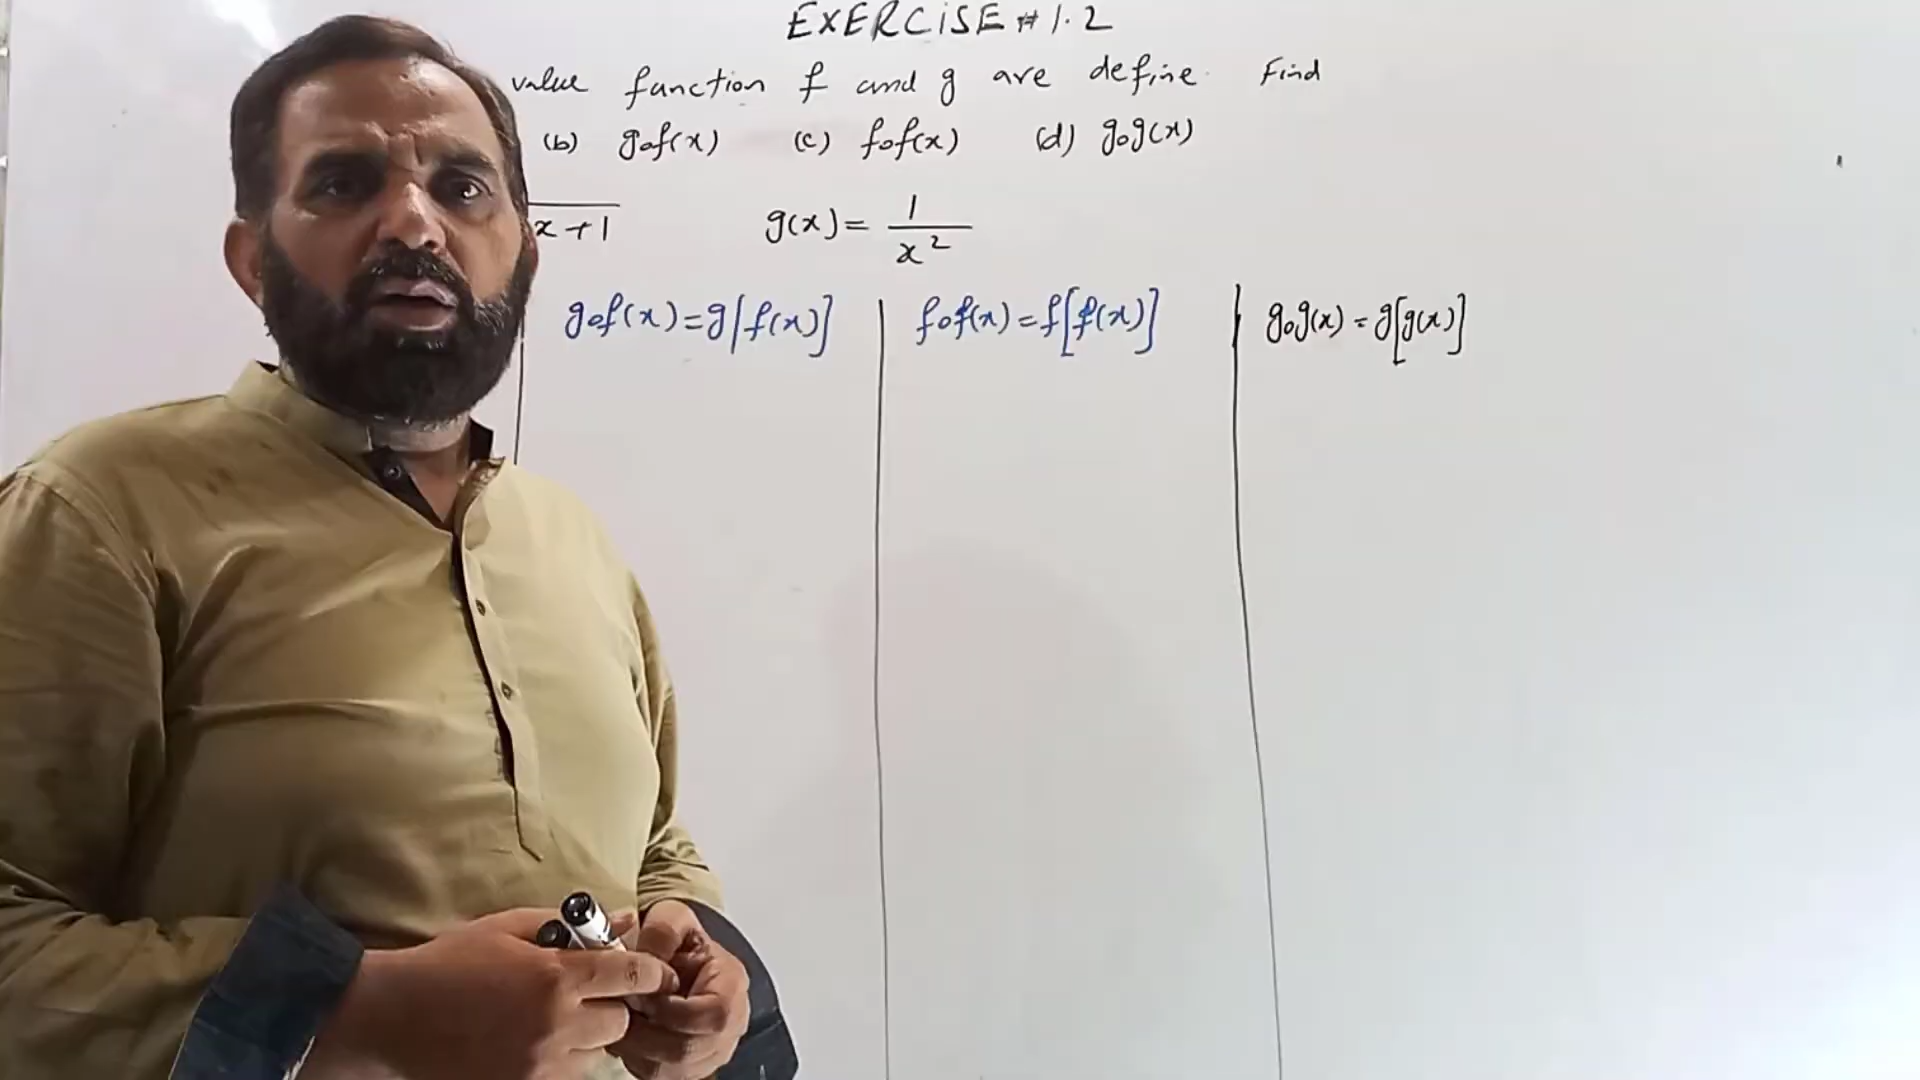 EXERCISE # 1.2
value function f and g are define. Find
(b) gof(x) (c) fof(x) (d) gog(x)
x+1 g(x) = 1/x²
gof(x) = g[f(x)] fof(x) = f[f(x)] gog(x) = g[g(x)]